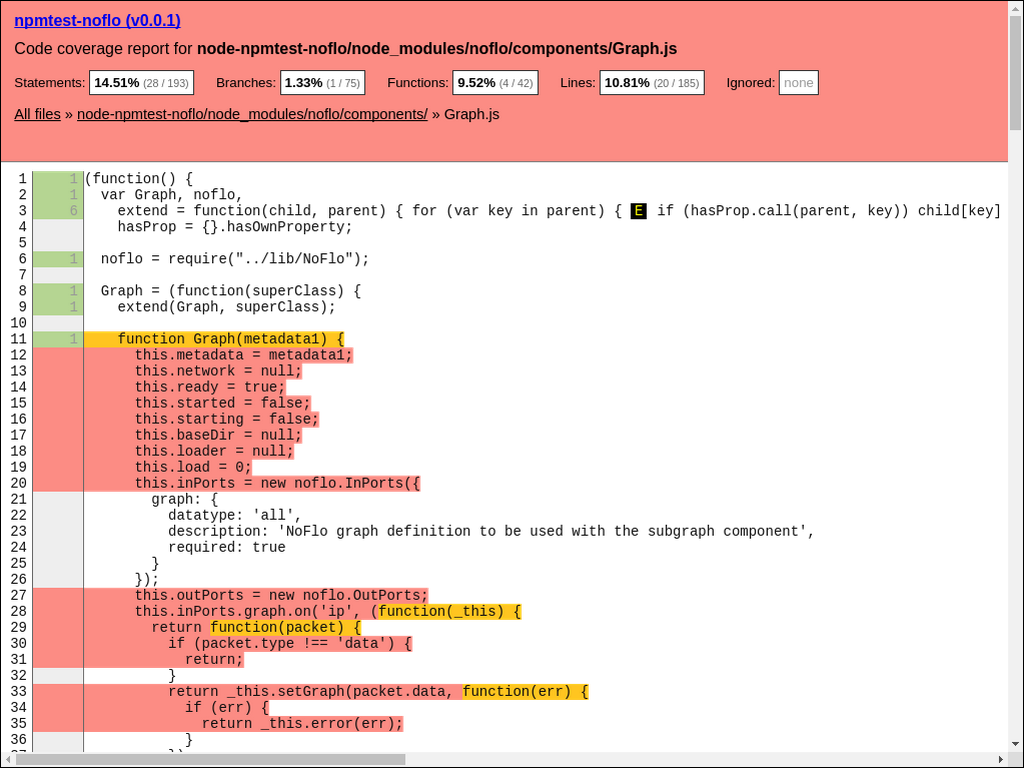 npmtest-noflo (v0.0.1)
Code coverage report for node-npmtest-noflo/node_modules/noflo/components/Graph.js
Statements: 14.51% (28 / 193) Branches: 1.33% (1 / 75) Functions: 9.52% (4 / 42) Lines: 10.81% (20 / 185) Ignored: none
All files » node-npmtest-noflo/node_modules/noflo/components/ » Graph.js
1 1 (function() {
2 1   var Graph, noflo,
3 6     extend = function(child, parent) { for (var key in parent) { E if (hasProp.call(parent, key)) child[key]
4     hasProp = {}.hasOwnProperty;
5
6 1   noflo = require("../lib/NoFlo");
7
8 1   Graph = (function(superClass) {
9 1     extend(Graph, superClass);
10
11 1     function Graph(metadata1) {
12       this.metadata = metadata1;
13       this.network = null;
14       this.ready = true;
15       this.started = false;
16       this.starting = false;
17       this.baseDir = null;
18       this.loader = null;
19       this.load = 0;
20       this.inPorts = new noflo.InPorts({
21         graph: {
22           datatype: 'all',
23           description: 'NoFlo graph definition to be used with the subgraph component',
24           required: true
25         }
26       });
27       this.outPorts = new noflo.OutPorts;
28       this.inPorts.graph.on('ip', (function(_this) {
29         return function(packet) {
30           if (packet.type !== 'data') {
31             return;
32           }
33           return _this.setGraph(packet.data, function(err) {
34             if (err) {
35               return _this.error(err);
36             }